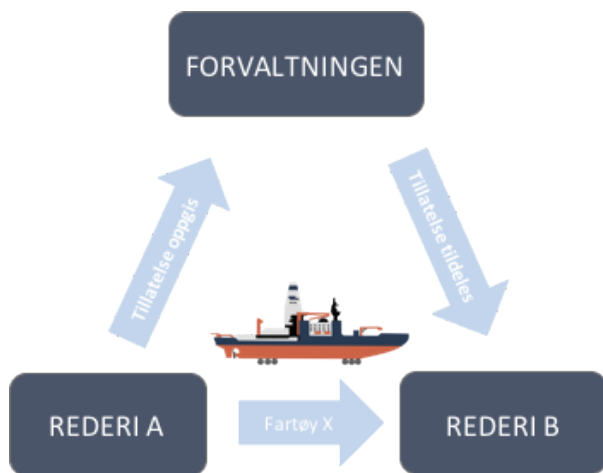 FORVALTNINGEN
Tillatelse oppgis
Tillatelse tildeles
REDERI A
Fartøy X
REDERI B